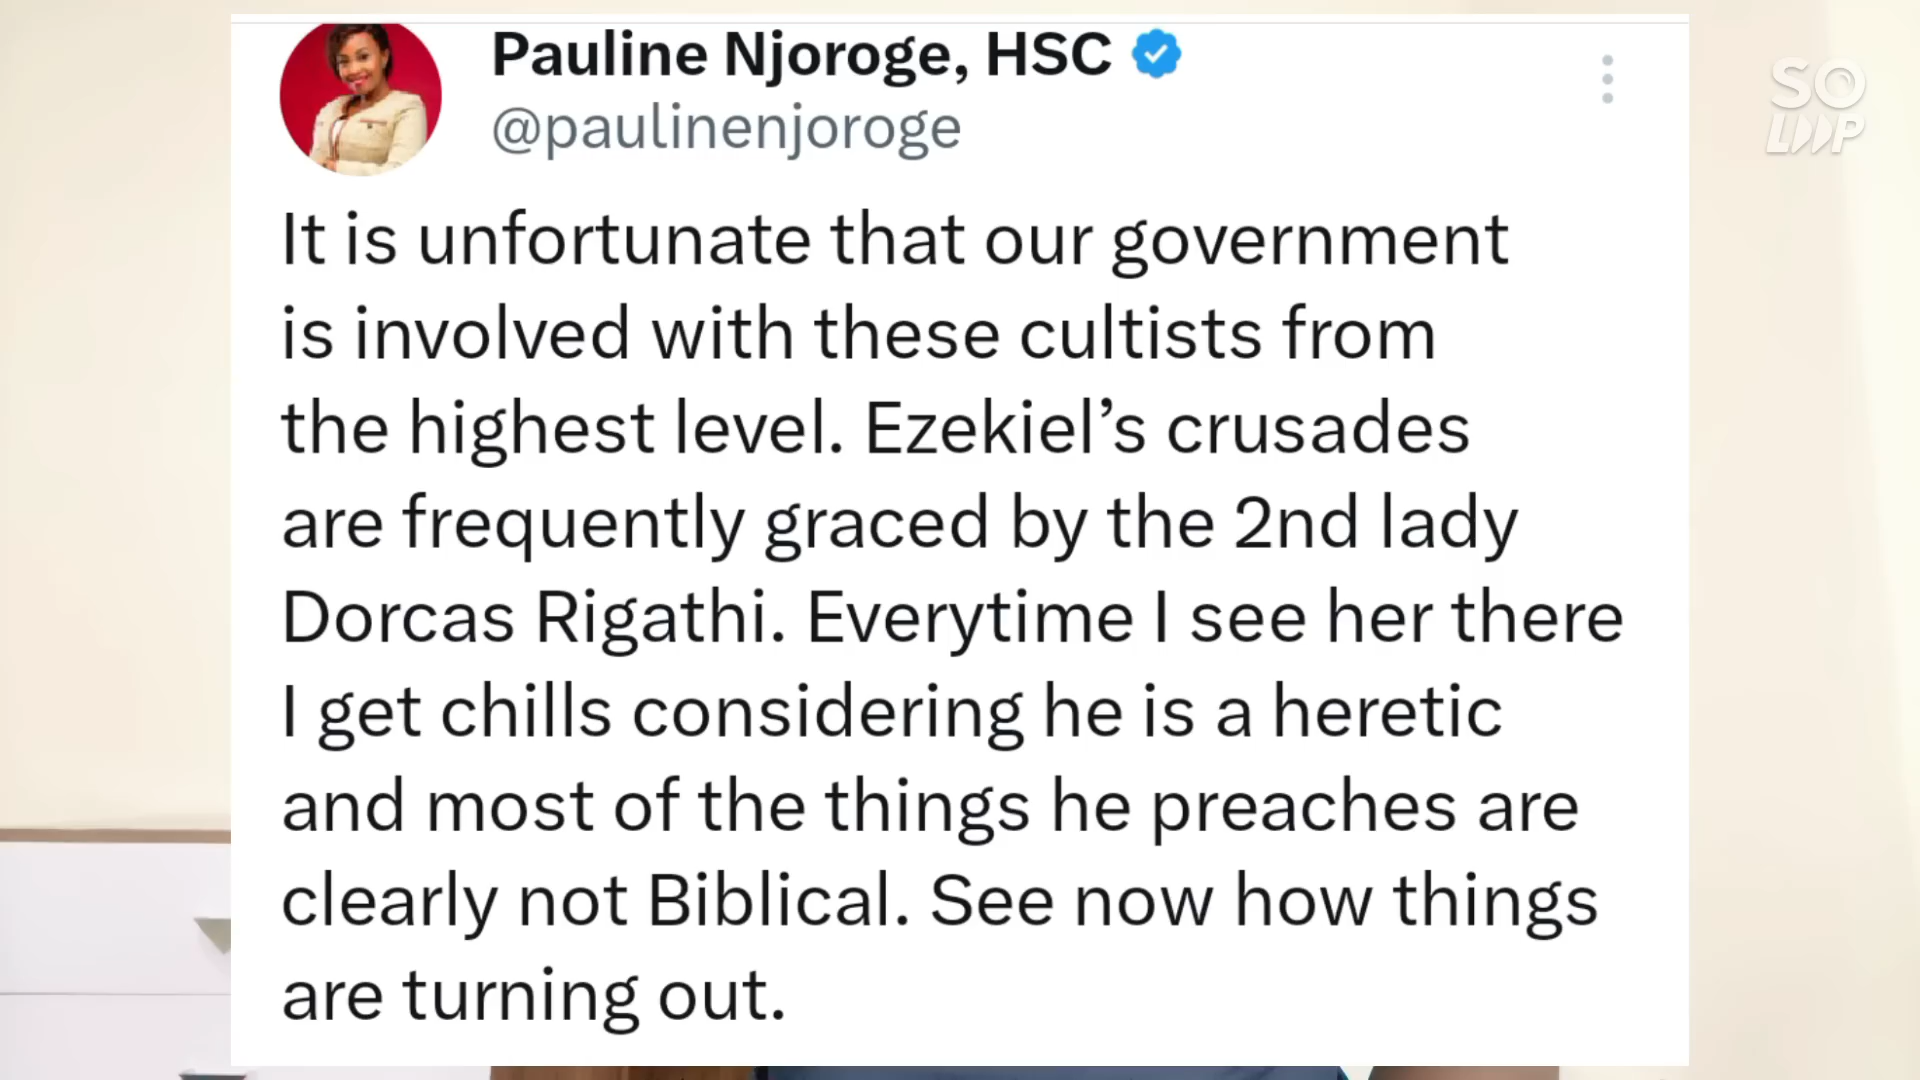 Pauline Njoroge, HSC
@paulinenjoroge
SO
LOOP
It is unfortunate that our government
is involved with these cultists from
the highest level. Ezekiel’s crusades
are frequently graced by the 2nd lady
Dorcas Rigathi. Everytime I see her there
I get chills considering he is a heretic
and most of the things he preaches are
clearly not Biblical. See now how things
are turning out.